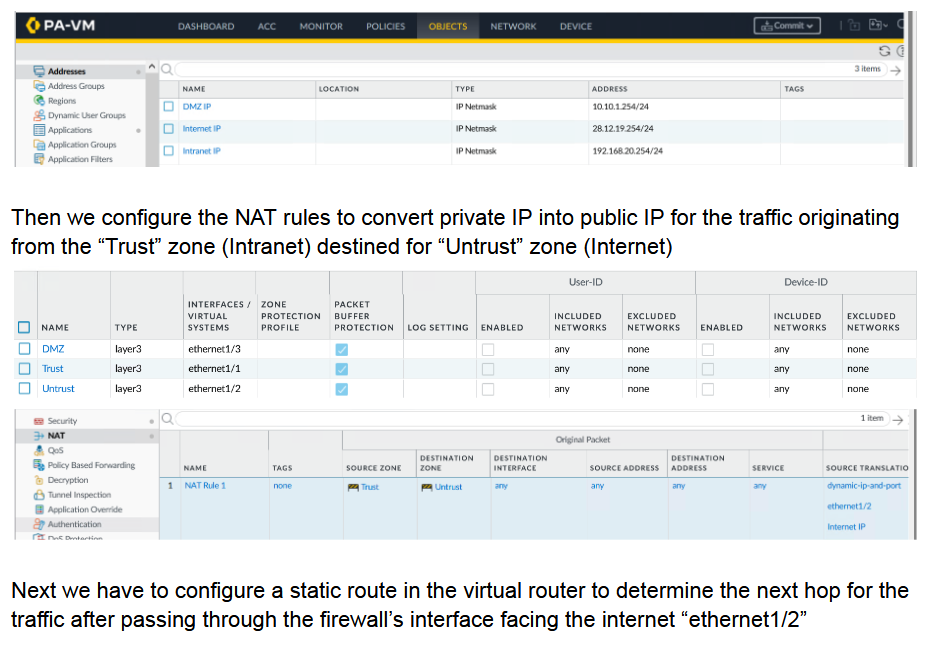 PA-VM DASHBOARD ACC MONITOR POLICIES OBJECTS NETWORK DEVICE Commit
Addresses
Address Groups
Regions
Dynamic User Groups
Applications
Application Groups
Application Filters
3 items
NAME LOCATION TYPE ADDRESS TAGS
DMZ IP IP Netmask 10.10.1.254/24
Internet IP IP Netmask 28.12.19.254/24
Intranet IP IP Netmask 192.168.20.254/24
Then we configure the NAT rules to convert private IP into public IP for the traffic originating
from the “Trust” zone (Intranet) destined for “Untrust” zone (Internet)
User-ID Device-ID
NAME TYPE INTERFACES / VIRTUAL SYSTEMS ZONE PROTECTION PROFILE PACKET BUFFER PROTECTION LOG SETTING ENABLED INCLUDED NETWORKS EXCLUDED NETWORKS ENABLED INCLUDED NETWORKS EXCLUDED NETWORKS
DMZ layer3 ethernet1/3 any none any none
Trust layer3 ethernet1/1 any none any none
Untrust layer3 ethernet1/2 any none any none
Security
NAT
QoS
Policy Based Forwarding
Decryption
Tunnel Inspection
Application Override
Authentication
DoS Protection
1 item
Original Packet
NAME TAGS SOURCE ZONE DESTINATION ZONE DESTINATION INTERFACE SOURCE ADDRESS DESTINATION ADDRESS SERVICE SOURCE TRANSLATIO
1 NAT Rule 1 none Trust Untrust any any any any dynamic-ip-and-port
ethernet1/2
Internet IP
Next we have to configure a static route in the virtual router to determine the next hop for the
traffic after passing through the firewall’s interface facing the internet “ethernet1/2”